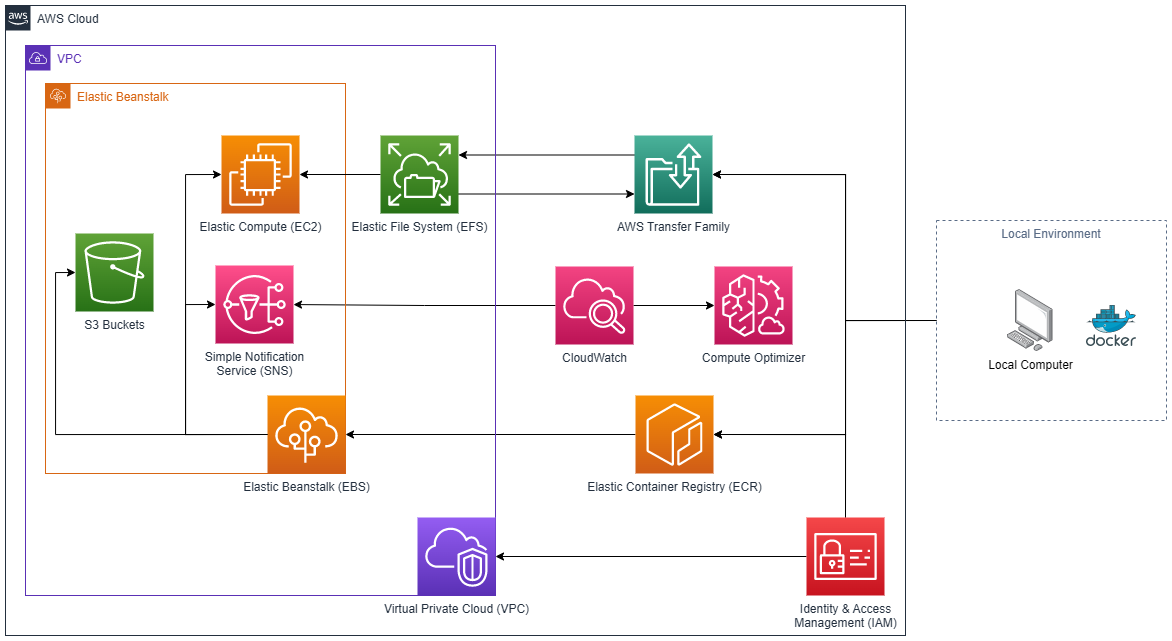 aws
AWS Cloud
VPC
Elastic Beanstalk
Elastic Compute (EC2)
Elastic File System (EFS)
AWS Transfer Family
Local Environment
S3 Buckets
Simple Notification
Service (SNS)
CloudWatch
Compute Optimizer
docker
Local Computer
Elastic Beanstalk (EBS)
Elastic Container Registry (ECR)
Virtual Private Cloud (VPC)
Identity & Access
Management (IAM)